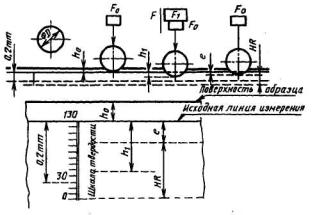 F₀
F
F₁
F₀
F₀
ØD
0,2mm
h₀
h₁
e
HR
Поверхность образца
Исходная линия измерения
130
h₀
0,2mm
30
0
Шкала твердости
h₁
e
HR